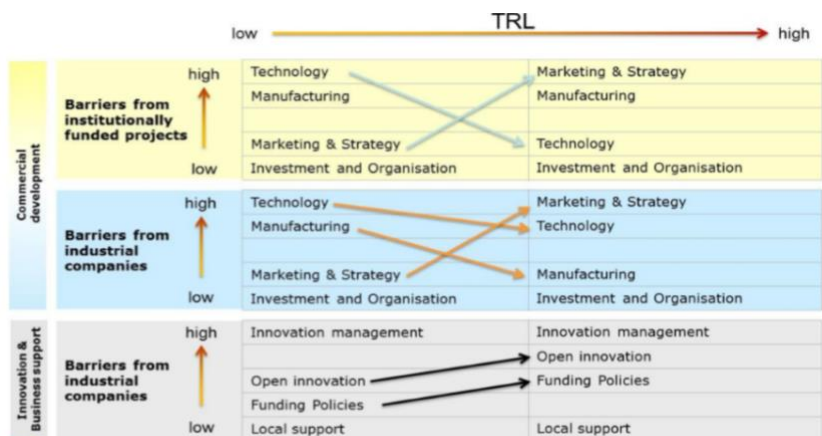 TRL
low high
Commercial development
Barriers from institutionally funded projects
high
low
Technology Marketing & Strategy
Manufacturing Manufacturing
Marketing & Strategy Technology
Investment and Organisation Investment and Organisation
Barriers from industrial companies
high
low
Technology Marketing & Strategy
Manufacturing Technology
Marketing & Strategy Manufacturing
Investment and Organisation Investment and Organisation
Innovation & Business support
Barriers from industrial companies
high
low
Innovation management Innovation management
Open innovation
Open innovation Funding Policies
Funding Policies
Local support Local support